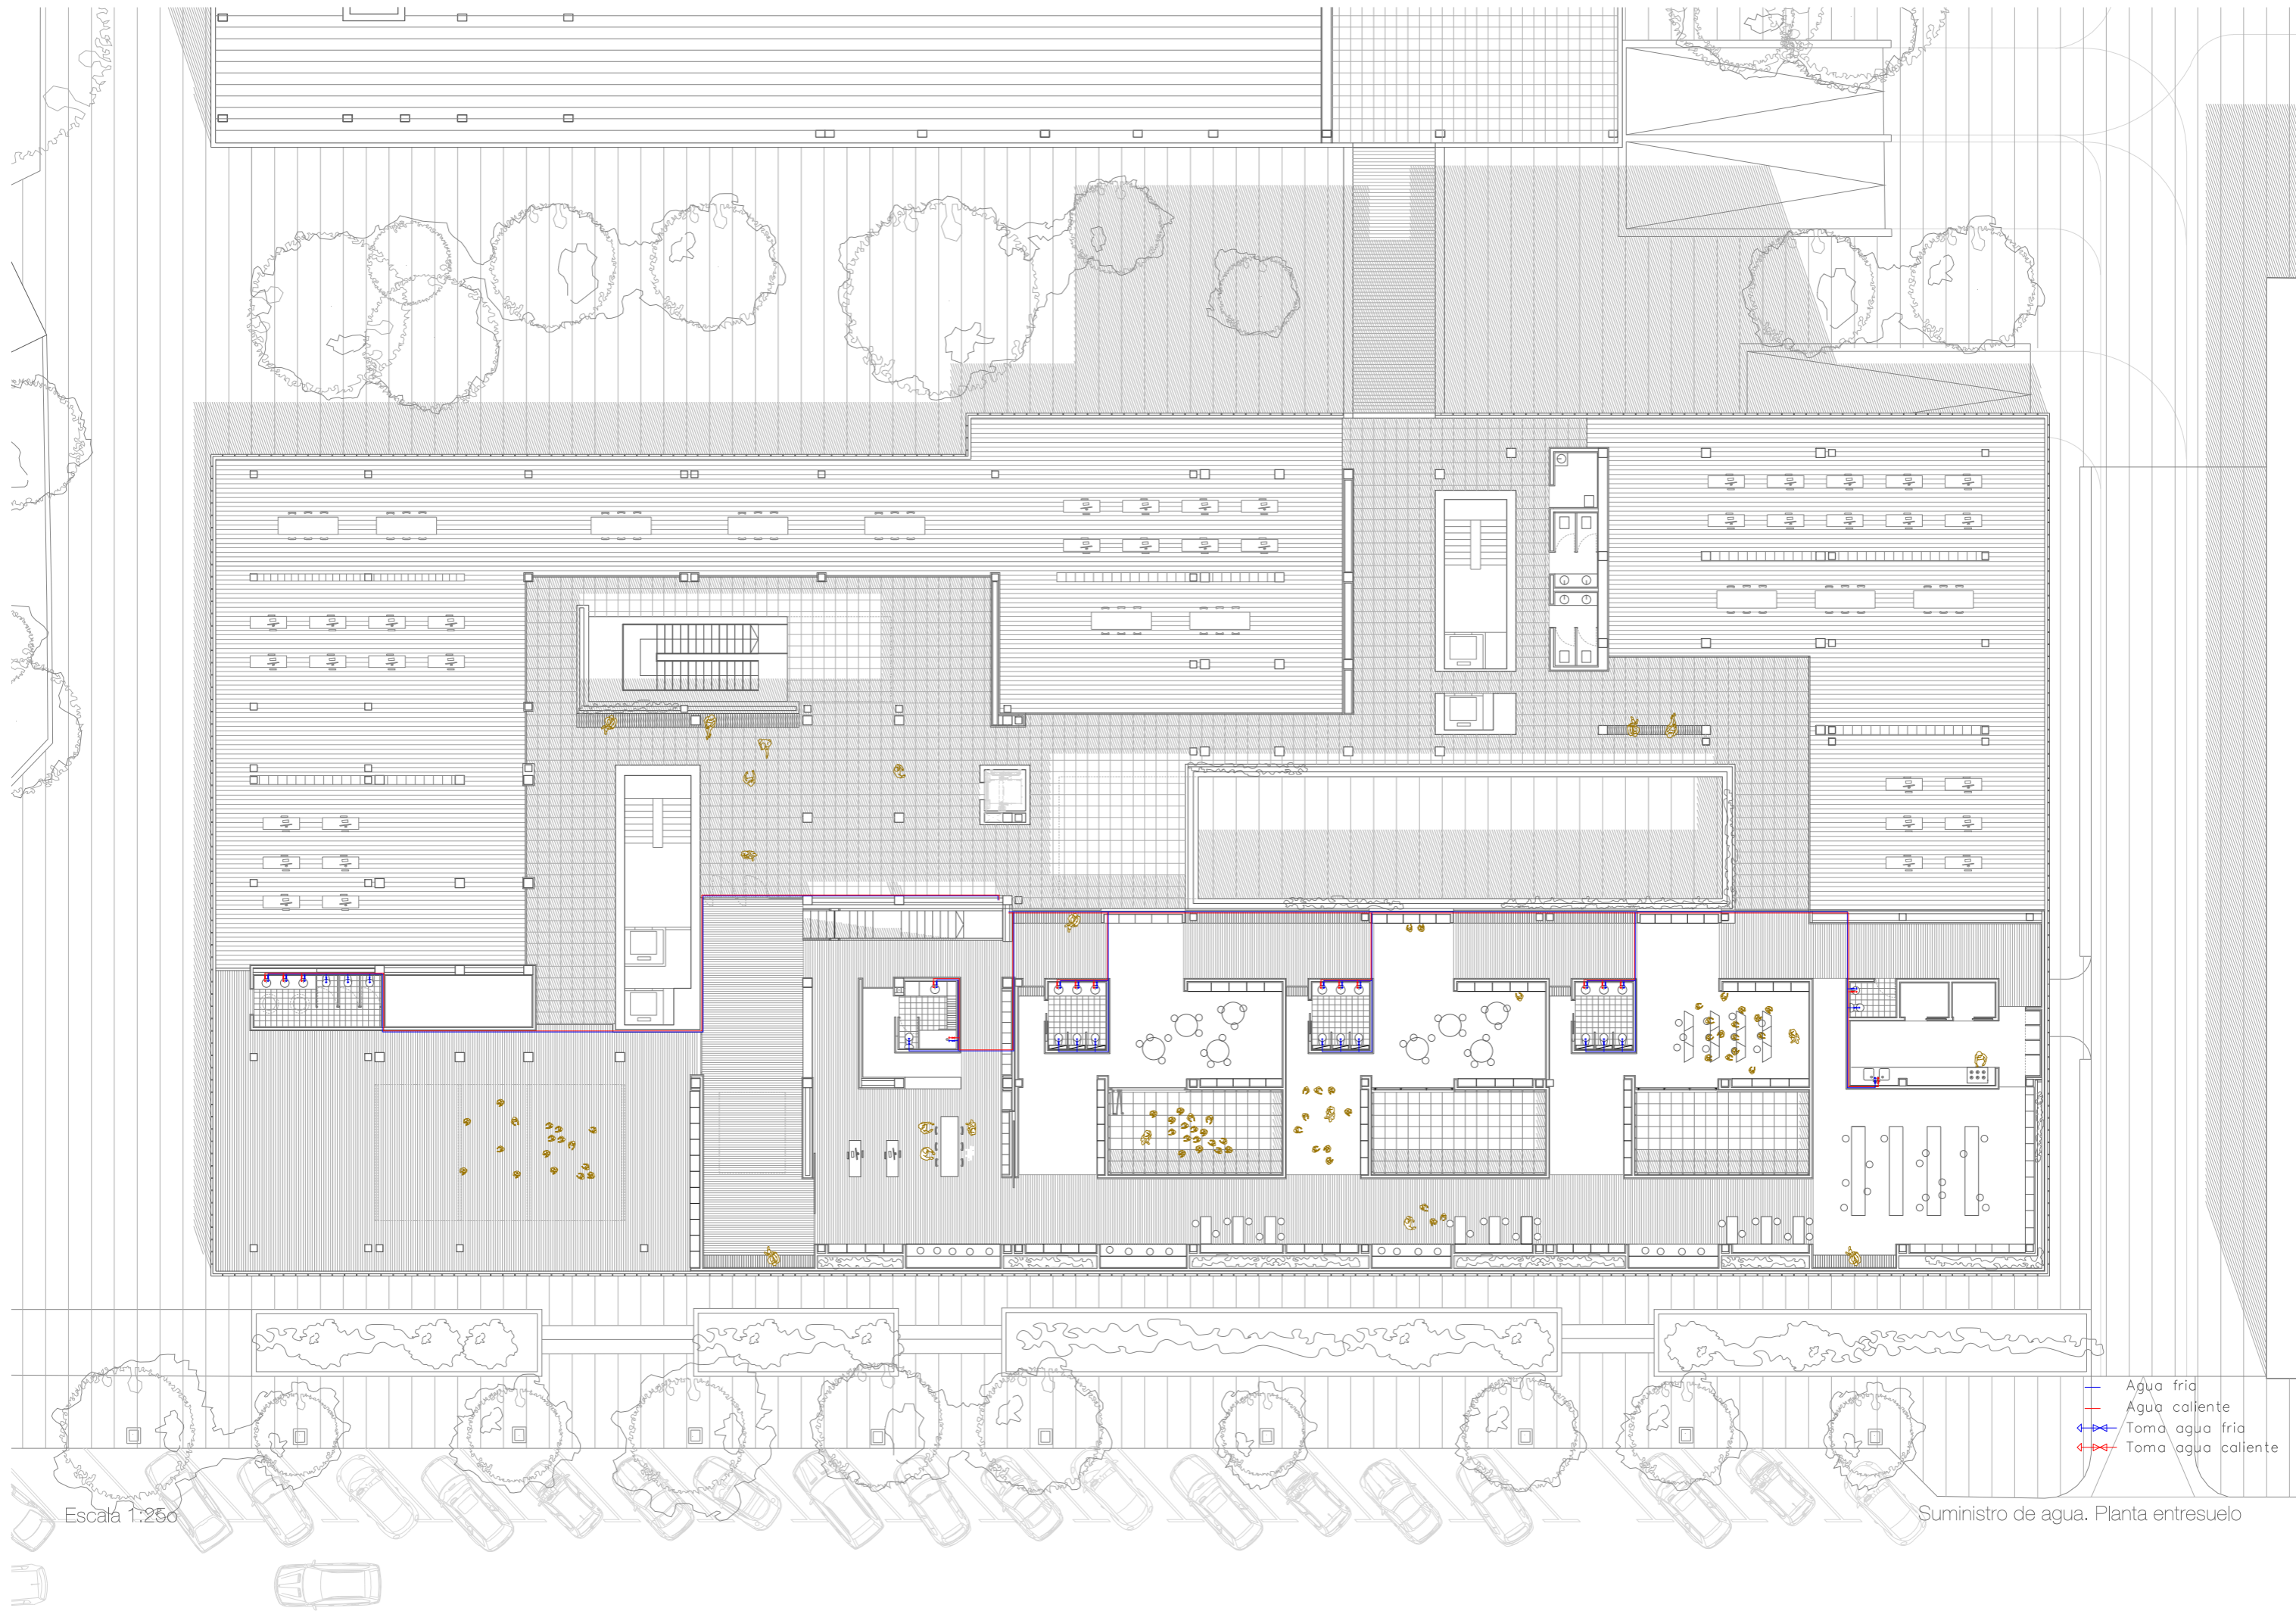 Agua fria
Agua caliente
Toma agua fria
Toma agua caliente
Escala 1:250
Suministro de agua. Planta entresuelo